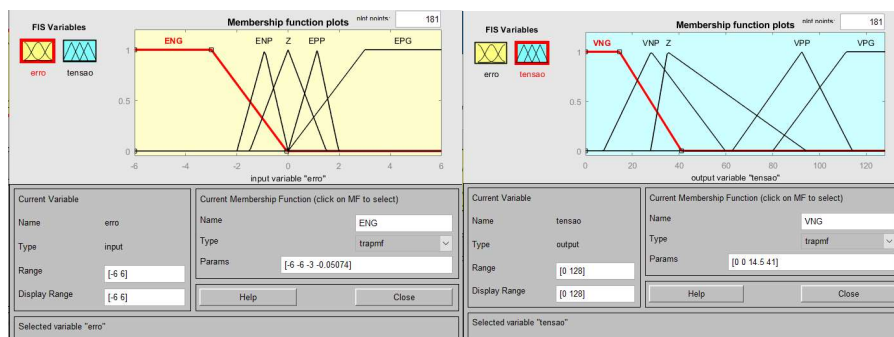 FIS Variables
erro
tensao
Membership function plots
plot points:
181
ENG
ENP
Z
EPP
EPG
1
0.5
0
-6
-4
-2
0
2
4
6
input variable "erro"
Current Variable
Name
erro
Type
input
Range
[-6 6]
Display Range
[-6 6]
Current Membership Function (click on MF to select)
Name
ENG
Type
trapmf
Params
[-6 -6 -3 -0.05074]
Help
Close
Selected variable "erro"
FIS Variables
erro
tensao
Membership function plots
plot points:
181
VNG
VNP
Z
VPP
VPG
1
0.5
0
0
20
40
60
80
100
120
output variable "tensao"
Current Variable
Name
tensao
Type
output
Range
[0 128]
Display Range
[0 128]
Current Membership Function (click on MF to select)
Name
VNG
Type
trapmf
Params
[0 0 14.5 41]
Help
Close
Selected variable "tensao"